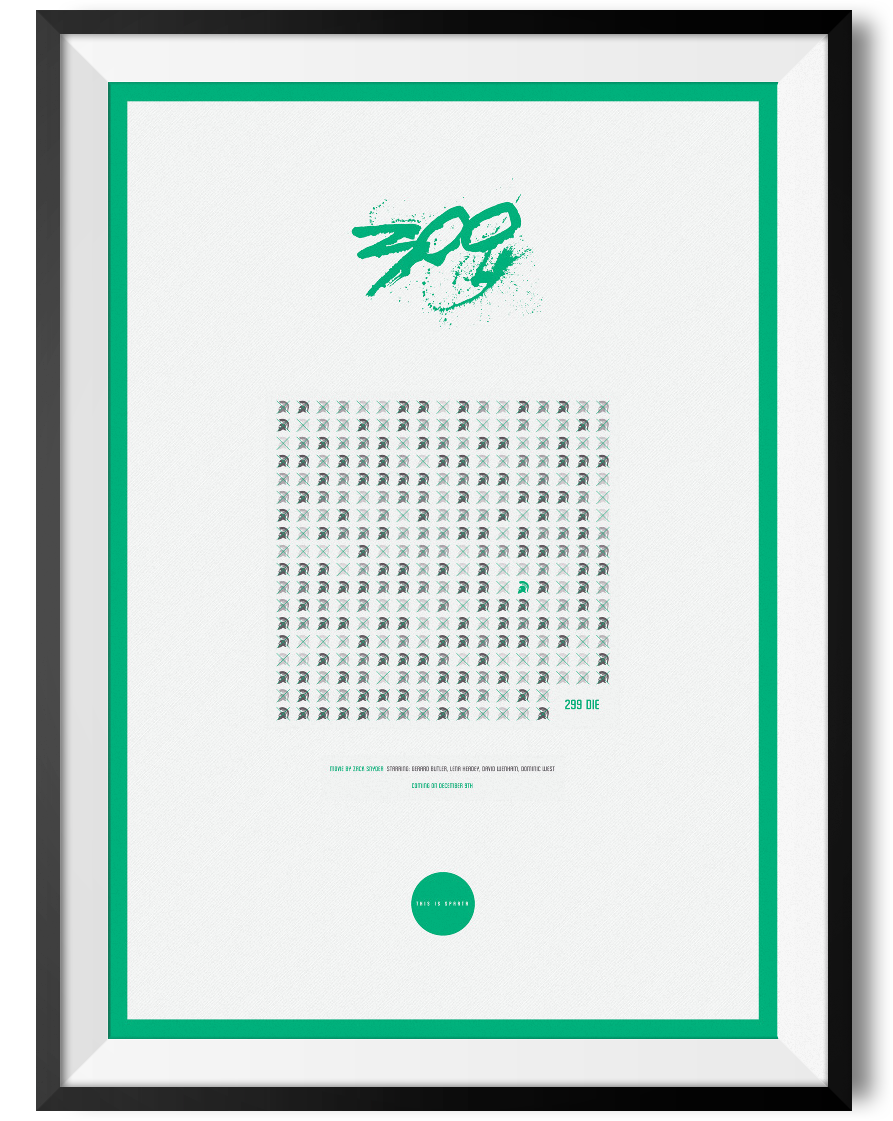 300
299 DIE
MOVIE BY ZACK SNYDER STARRING: GERARD BUTLER, LENA HEADEY, DAVID WENHAM, DOMINIC WEST
COMING ON DECEMBER 9TH
THIS IS SPARTA